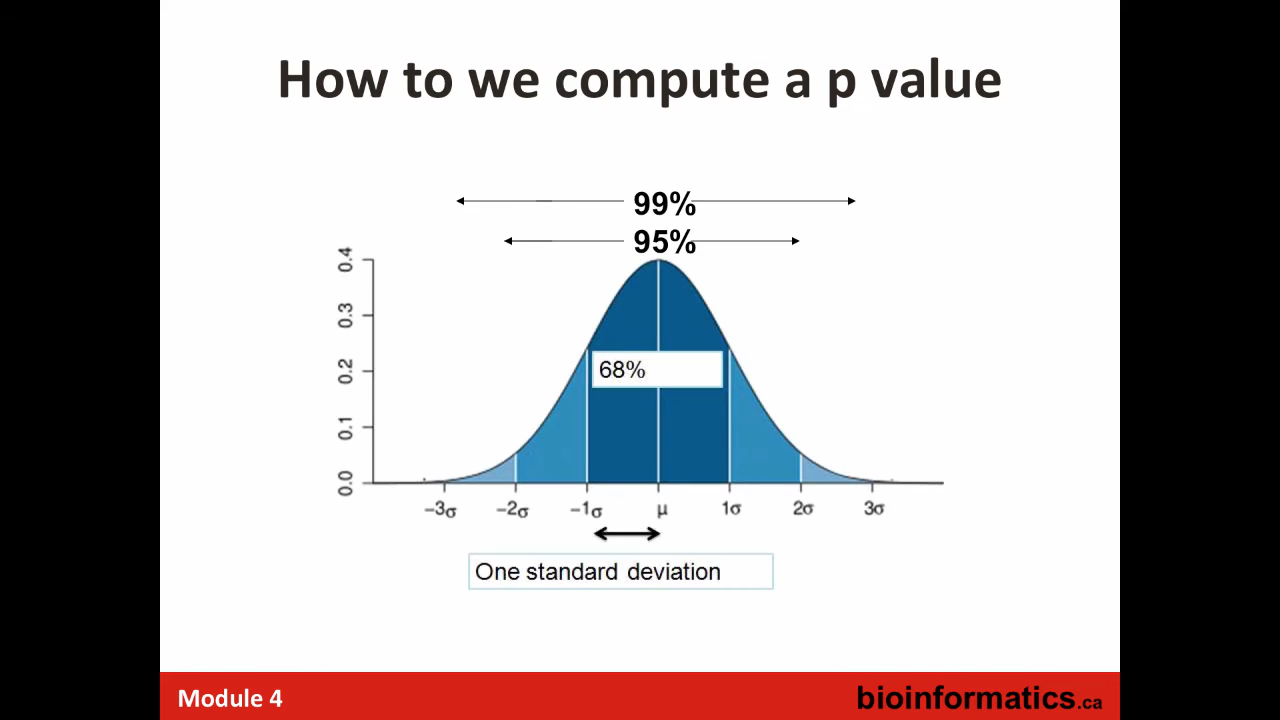 How to we compute a p value
99%
95%
0.4
0.3
0.2
0.1
0.0
68%
−3σ −2σ −1σ μ 1σ 2σ 3σ
One standard deviation
Module 4
bioinformatics.ca